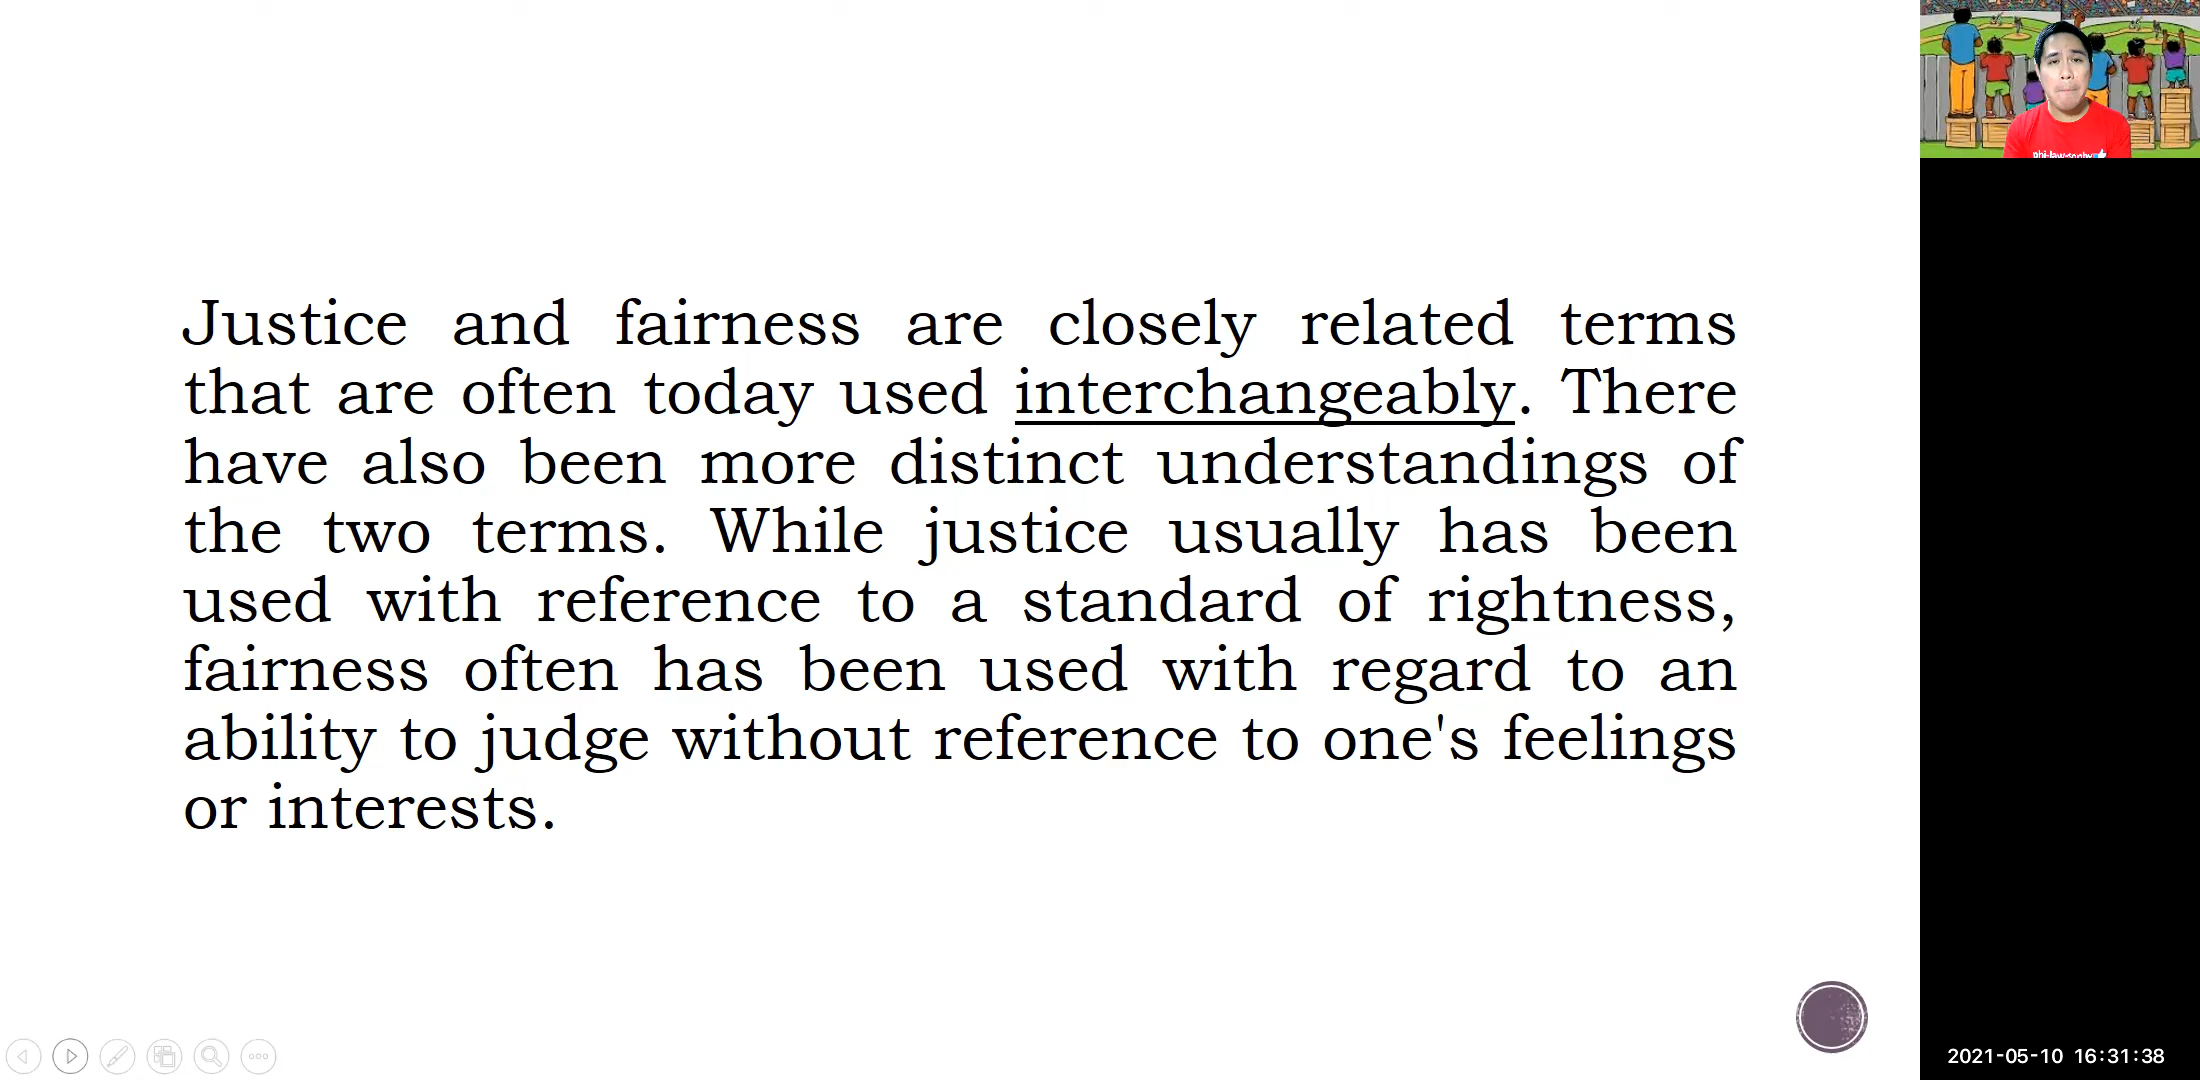 Justice and fairness are closely related terms
that are often today used interchangeably. There
have also been more distinct understandings of
the two terms. While justice usually has been
used with reference to a standard of rightness,
fairness often has been used with regard to an
ability to judge without reference to one's feelings
or interests.
phi-law-sophy
2021-05-10 16:31:38